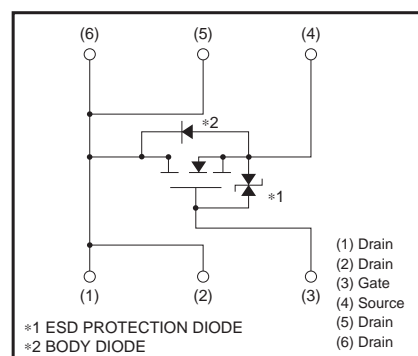 (6) (5) (4)
∗2
∗1
(1) (2) (3)
(1) Drain
(2) Drain
(3) Gate
(4) Source
(5) Drain
(6) Drain
∗1 ESD PROTECTION DIODE
∗2 BODY DIODE